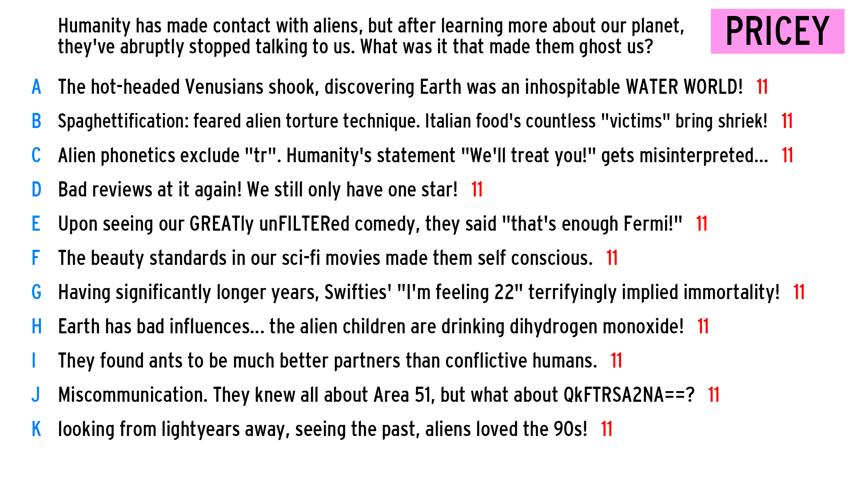 Humanity has made contact with aliens, but after learning more about our planet,
they've abruptly stopped talking to us. What was it that made them ghost us?
PRICEY
A The hot-headed Venusians shook, discovering Earth was an inhospitable WATER WORLD! 11
B Spaghettification: feared alien torture technique. Italian food's countless "victims" bring shriek! 11
C Alien phonetics exclude "tr". Humanity's statement "We'll treat you!" gets misinterpreted... 11
D Bad reviews at it again! We still only have one star! 11
E Upon seeing our GREATly unFILTERed comedy, they said "that's enough Fermi!" 11
F The beauty standards in our sci-fi movies made them self conscious. 11
G Having significantly longer years, Swifties' "I'm feeling 22" terrifyingly implied immortality! 11
H Earth has bad influences... the alien children are drinking dihydrogen monoxide! 11
I They found ants to be much better partners than conflictive humans. 11
J Miscommunication. They knew all about Area 51, but what about QkFTRSA2NA==? 11
K looking from lightyears away, seeing the past, aliens loved the 90s! 11